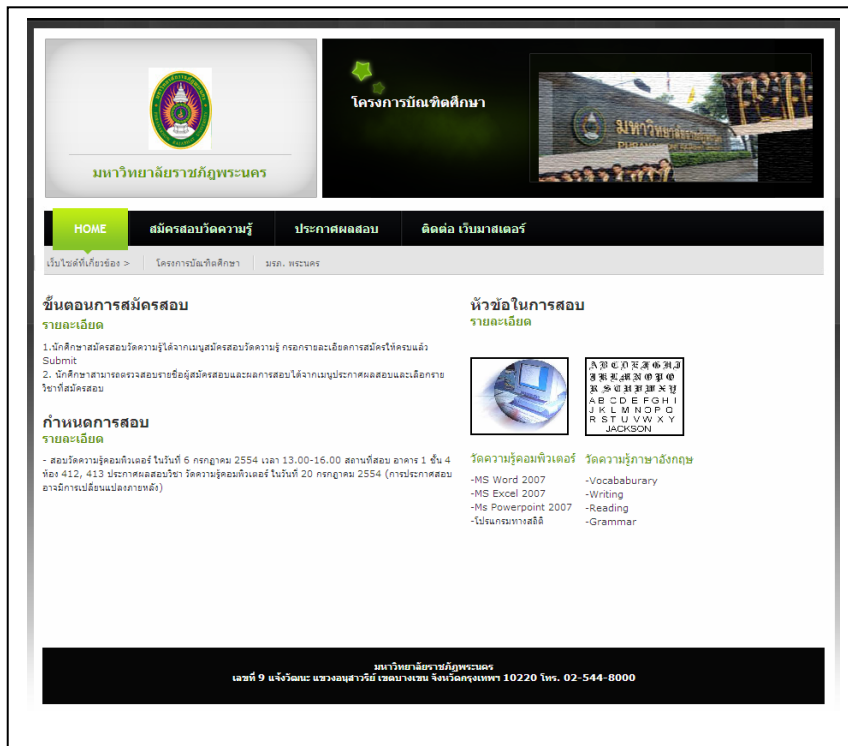 มหาวิทยาลัยราชภัฏพระนคร
โครงการบัณฑิตศึกษา
HOME
สมัครสอบวัดความรู้
ประกาศผลสอบ
ติดต่อ เว็บมาสเตอร์
เว็บไซต์ที่เกี่ยวข้อง >
โครงการบัณฑิตศึกษา
มรภ. พระนคร
ขั้นตอนการสมัครสอบ
รายละเอียด
1.นักศึกษาสมัครสอบวัดความรู้ได้จากเมนูสมัครสอบวัดความรู้ กรอกรายละเอียดการสมัครให้ครบแล้ว
Submit
2. นักศึกษาสามารถตรวจสอบรายชื่อผู้สมัครสอบและผลการสอบได้จากเมนูประกาศผลสอบและเลือกราย
วิชาที่สมัครสอบ
กำหนดการสอบ
รายละเอียด
- สอบวัดความรู้คอมพิวเตอร์ ในวันที่ 6 กรกฎาคม 2554 เวลา 13.00-16.00 สถานที่สอบ อาคาร 1 ชั้น 4
ห้อง 412, 413 ประกาศผลสอบวิชา วัดความรู้คอมพิวเตอร์ ในวันที่ 20 กรกฎาคม 2554 (การประกาศสอบ
อาจมีการเปลี่ยนแปลงภายหลัง)
หัวข้อในการสอบ
รายละเอียด
A B C D E F G H I
J K L M N O P Q
R S T U V W X Y
JACKSON
วัดความรู้คอมพิวเตอร์
-MS Word 2007
-MS Excel 2007
-Ms Powerpoint 2007
-โปรแกรมทางสถิติ
วัดความรู้ภาษาอังกฤษ
-Vocababurary
-Writing
-Reading
-Grammar
มหาวิทยาลัยราชภัฏพระนคร
เลขที่ 9 แจ้งวัฒนะ แขวงอนุสาวรีย์ เขตบางเขน จังหวัดกรุงเทพฯ 10220 โทร. 02-544-8000